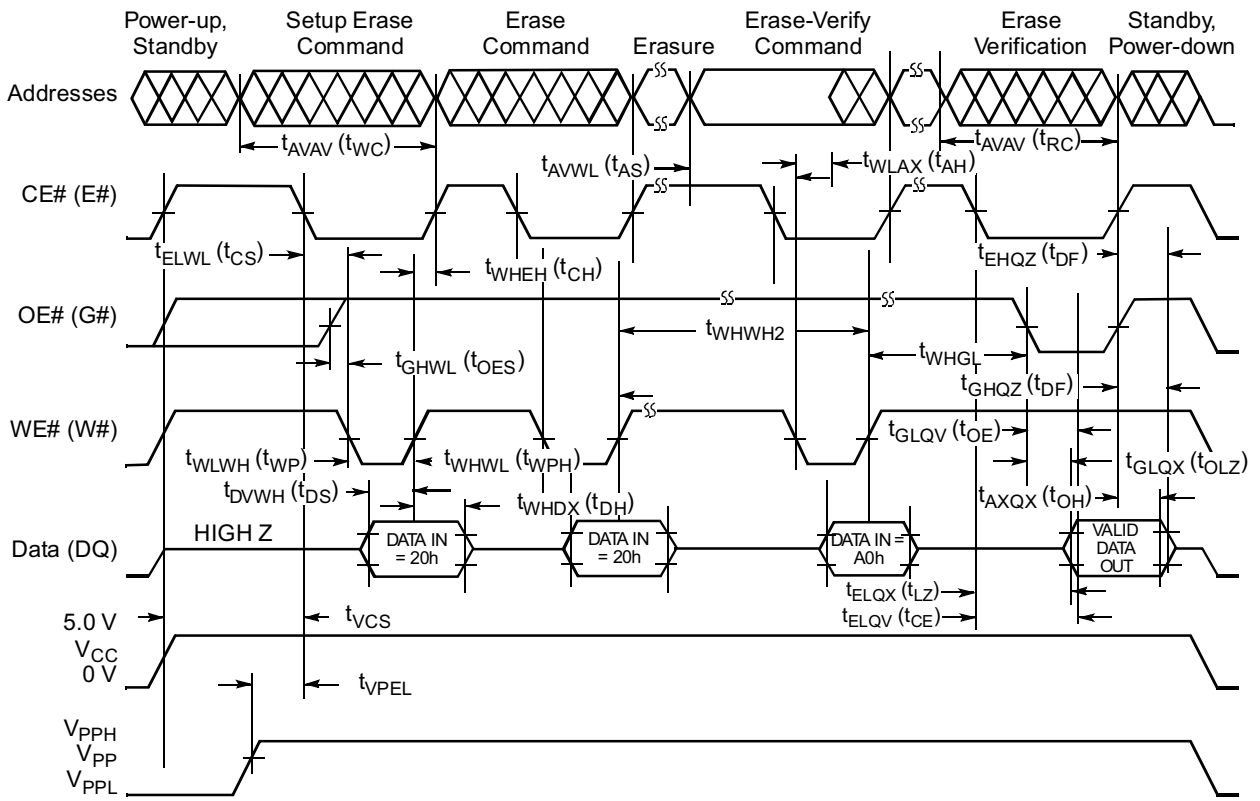 Power-up, Standby
Setup Erase Command
Erase Command
Erasure
Erase-Verify Command
Erase Verification
Standby, Power-down
Addresses
tAVAV (tWC)
tAVWL (tAS)
tWLAX (tAH)
tAVAV (tRC)
CE# (E#)
tELWL (tCS)
tWHEH (tCH)
tEHQZ (tDF)
OE# (G#)
tWHWH2
tWHGL
tGHWL (tOES)
tGHQZ (tDF)
WE# (W#)
tGLQV (tOE)
tWLWH (tWP)
tWHWL (tWPH)
tGLQX (tOLZ)
tDVWH (tDS)
tWHDX (tDH)
tAXQX (tOH)
Data (DQ)
HIGH Z
DATA IN = 20h
DATA IN = 20h
DATA IN = A0h
VALID DATA OUT
tELQX (tLZ)
tELQV (tCE)
5.0 V
tVCS
VCC
0 V
tVPEL
VPPH
VPP
VPPL